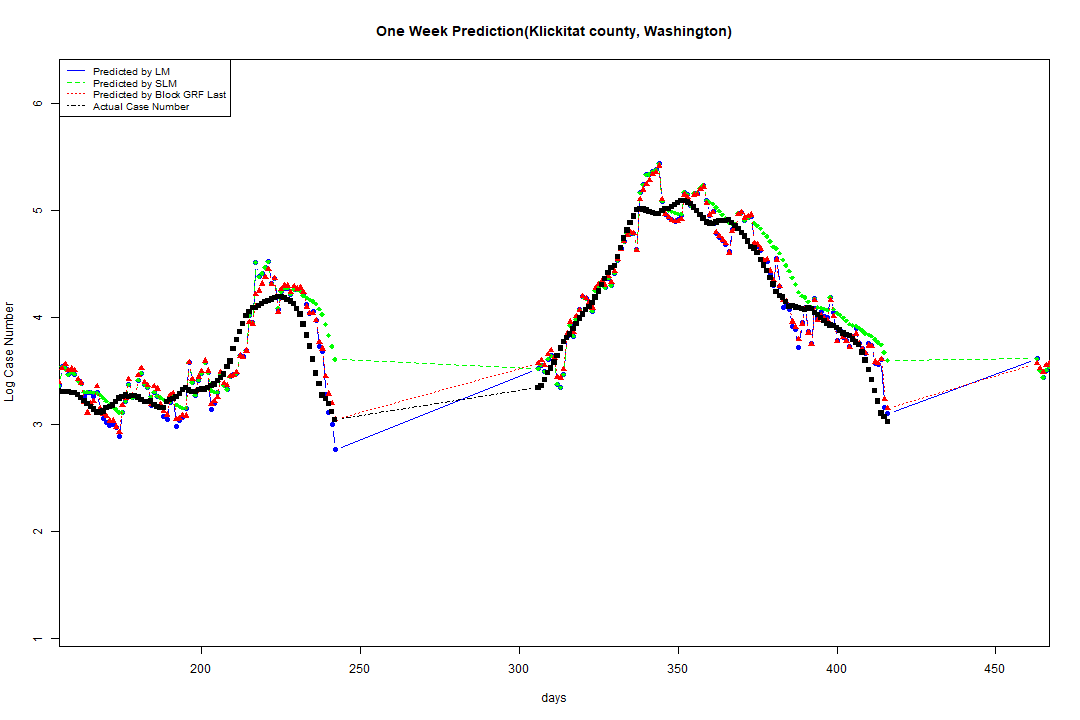 One Week Prediction(Klickitat county, Washington)
Predicted by LM
Predicted by SLM
Predicted by Block GRF Last
Actual Case Number
Log Case Number
6
5
4
3
2
1
200 250 300 350 400 450
days